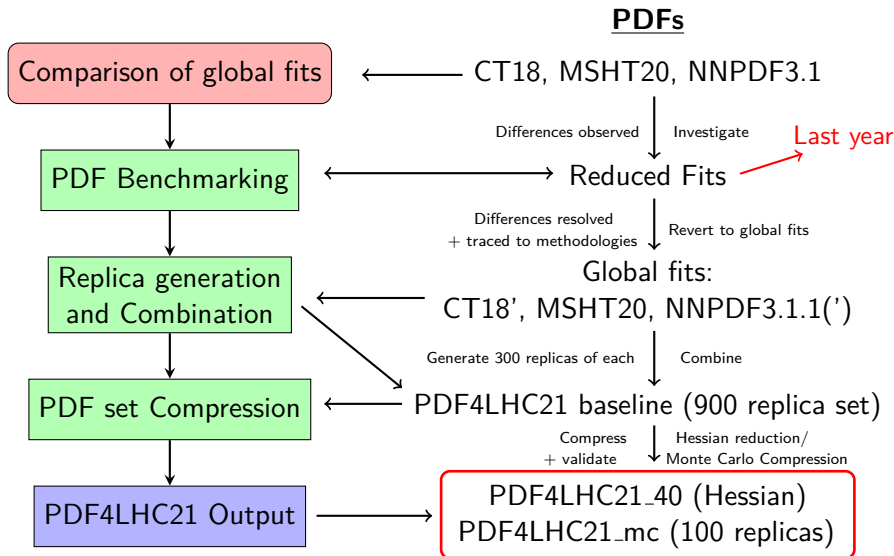 PDFs
Comparison of global fits
CT18, MSHT20, NNPDF3.1
Differences observed
Investigate
Last year
PDF Benchmarking
Reduced Fits
Differences resolved
+ traced to methodologies
Revert to global fits
Replica generation
and Combination
Global fits:
CT18', MSHT20, NNPDF3.1.1(')
Generate 300 replicas of each
Combine
PDF set Compression
PDF4LHC21 baseline (900 replica set)
Compress
+ validate
Hessian reduction/
Monte Carlo Compression
PDF4LHC21 Output
PDF4LHC21_40 (Hessian)
PDF4LHC21_mc (100 replicas)